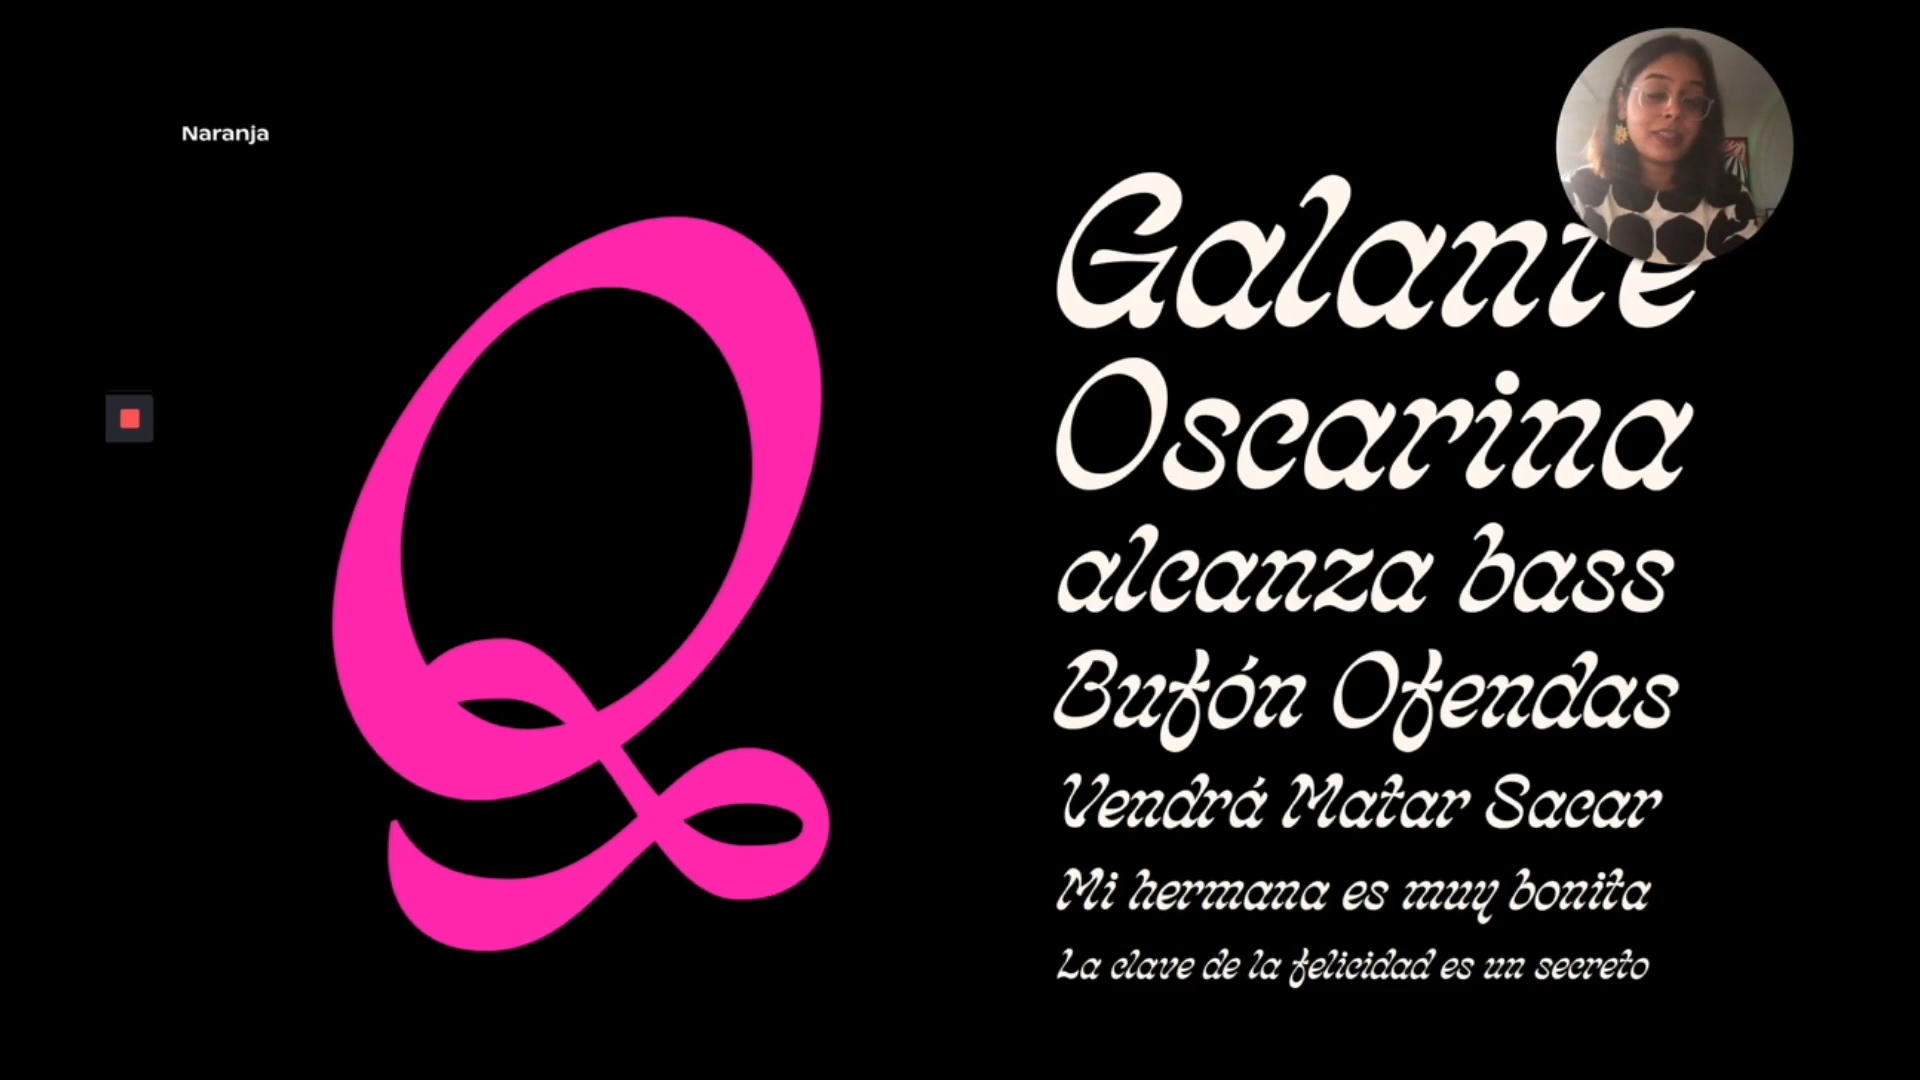 Naranja
Q
Galante
Oscarina
alcanza bass
Bufón Ofendas
Vendrá Matar Sacar
Mi hermana es muy bonita
La clave de la felicidad es un secreto